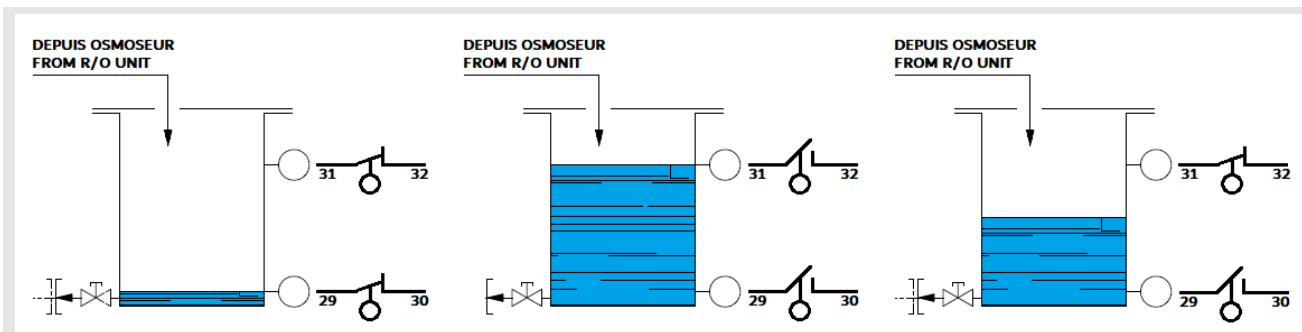 DEPUIS OSMOSEUR
FROM R/O UNIT
31 32
29 30
DEPUIS OSMOSEUR
FROM R/O UNIT
31 32
29 30
DEPUIS OSMOSEUR
FROM R/O UNIT
31 32
29 30